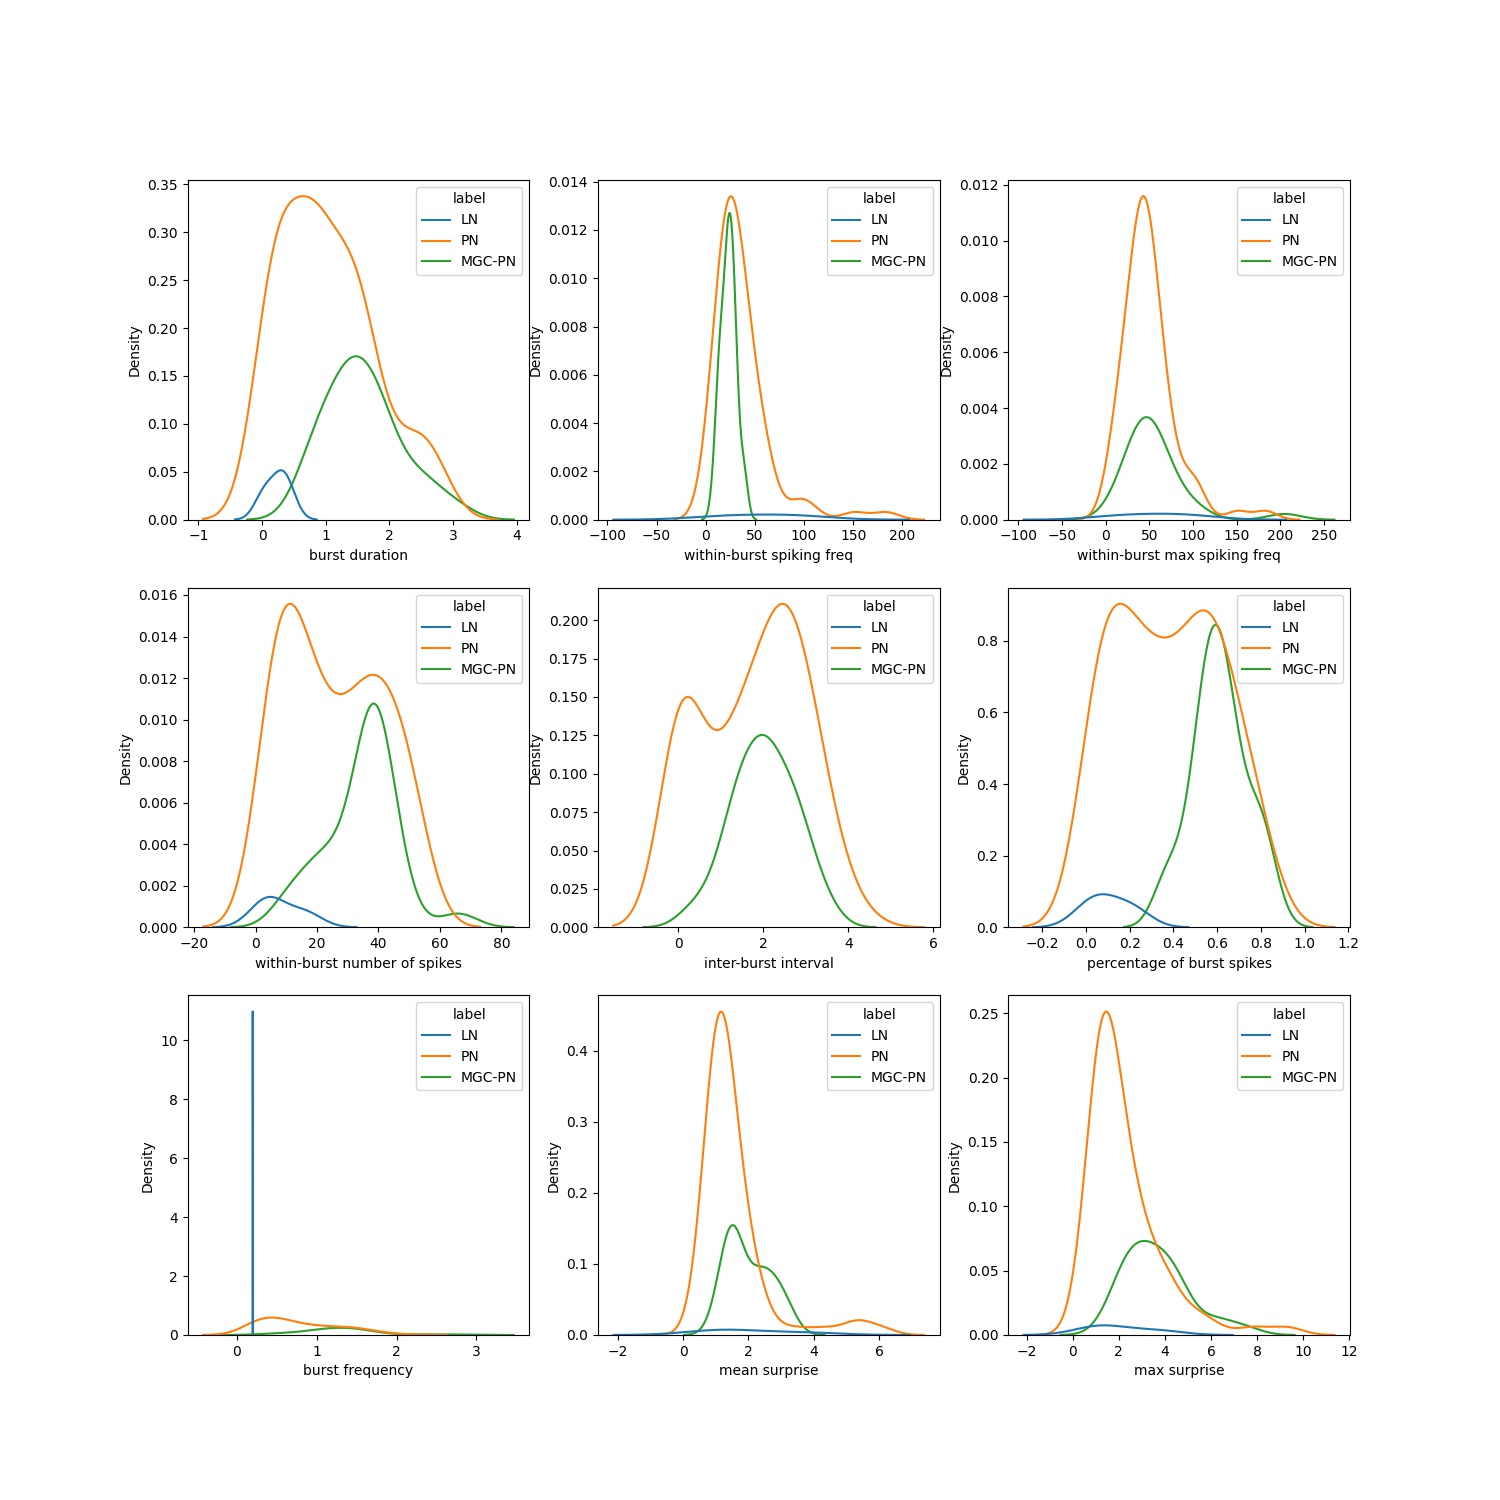 0.35
0.30
0.25
0.20
0.15
0.10
0.05
0.00
Density
−1 0 1 2 3 4
burst duration
label
LN
PN
MGC-PN
0.014
0.012
0.010
0.008
0.006
0.004
0.002
0.000
Density
−100 −50 0 50 100 150 200
within-burst spiking freq
label
LN
PN
MGC-PN
0.012
0.010
0.008
0.006
0.004
0.002
0.000
Density
−100 −50 0 50 100 150 200 250
within-burst max spiking freq
label
LN
PN
MGC-PN
0.016
0.014
0.012
0.010
0.008
0.006
0.004
0.002
0.000
Density
−20 0 20 40 60 80
within-burst number of spikes
label
LN
PN
MGC-PN
0.200
0.175
0.150
0.125
0.100
0.075
0.050
0.025
0.000
Density
0 2 4 6
inter-burst interval
label
LN
PN
MGC-PN
0.8
0.6
0.4
0.2
0.0
Density
−0.2 0.0 0.2 0.4 0.6 0.8 1.0 1.2
percentage of burst spikes
label
LN
PN
MGC-PN
10
8
6
4
2
0
Density
0 1 2 3
burst frequency
label
LN
PN
MGC-PN
0.4
0.3
0.2
0.1
0.0
Density
−2 0 2 4 6
mean surprise
label
LN
PN
MGC-PN
0.25
0.20
0.15
0.10
0.05
0.00
Density
−2 0 2 4 6 8 10 12
max surprise
label
LN
PN
MGC-PN